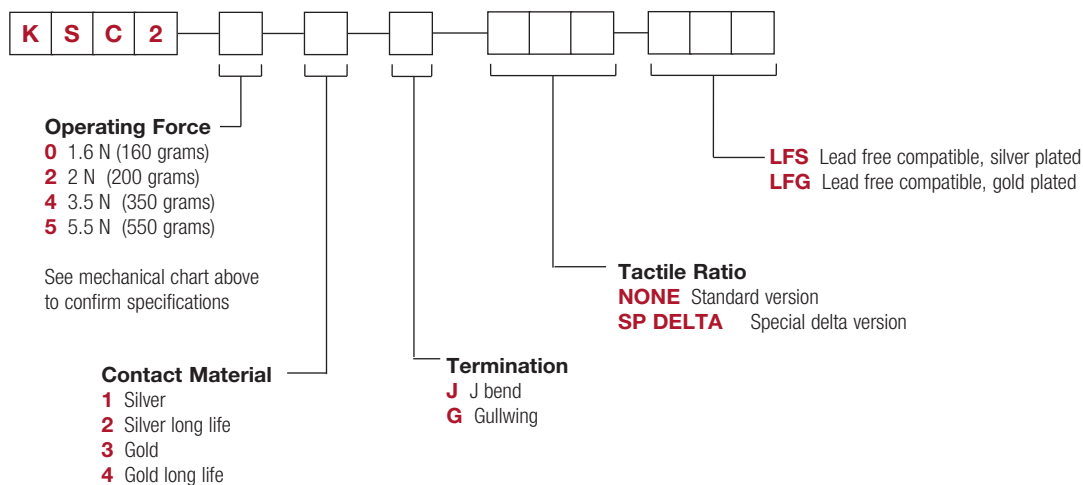 K S C 2
Operating Force
0 1.6 N (160 grams)
2 2 N (200 grams)
4 3.5 N (350 grams)
5 5.5 N (550 grams)
See mechanical chart above
to confirm specifications
Contact Material
1 Silver
2 Silver long life
3 Gold
4 Gold long life
Termination
J J bend
G Gullwing
Tactile Ratio
NONE Standard version
SP DELTA Special delta version
LFS Lead free compatible, silver plated
LFG Lead free compatible, gold plated